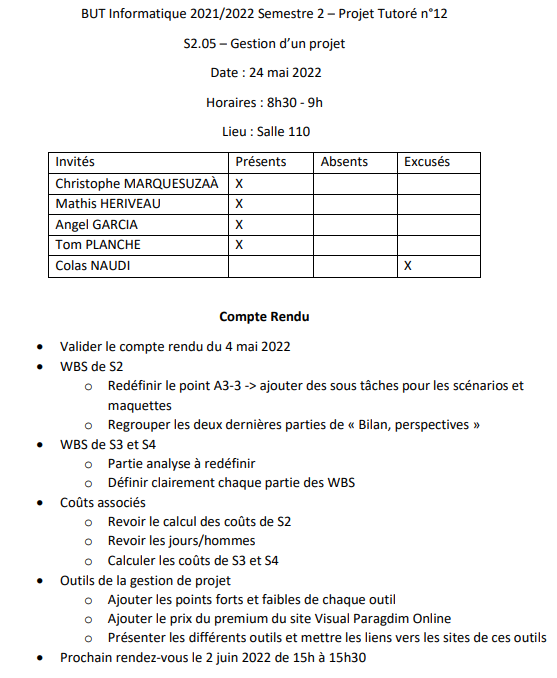 BUT Informatique 2021/2022 Semestre 2 – Projet Tutoré n°12
S2.05 – Gestion d'un projet
Date : 24 mai 2022
Horaires : 8h30 - 9h
Lieu : Salle 110
Invités Présents Absents Excusés
Christophe MARQUESUZAÀ X
Mathis HERIVEAU X
Angel GARCIA X
Tom PLANCHE X
Colas NAUDI X
Compte Rendu
• Valider le compte rendu du 4 mai 2022
• WBS de S2
o Redéfinir le point A3-3 -> ajouter des sous tâches pour les scénarios et
maquettes
o Regrouper les deux dernières parties de « Bilan, perspectives »
• WBS de S3 et S4
o Partie analyse à redéfinir
o Définir clairement chaque partie des WBS
• Coûts associés
o Revoir le calcul des coûts de S2
o Revoir les jours/hommes
o Calculer les coûts de S3 et S4
• Outils de la gestion de projet
o Ajouter les points forts et faibles de chaque outil
o Ajouter le prix du premium du site Visual Paragdim Online
o Présenter les différents outils et mettre les liens vers les sites de ces outils
• Prochain rendez-vous le 2 juin 2022 de 15h à 15h30